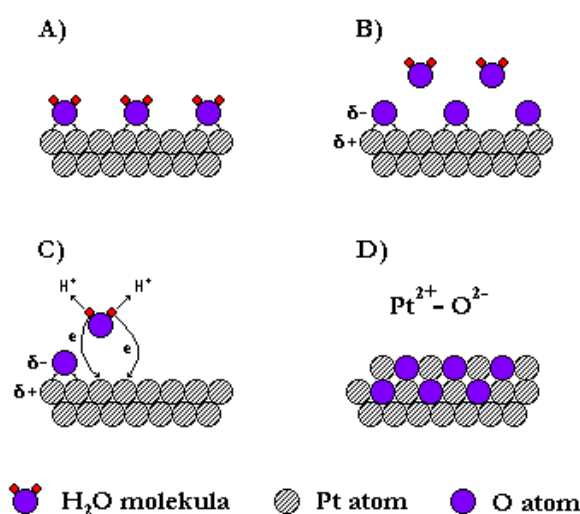 A)
B)
δ-
δ+
C)
H⁺ H⁺
e
e
δ-
δ+
D)
Pt²⁺- O²⁻
H₂O molekula
Pt atom
O atom